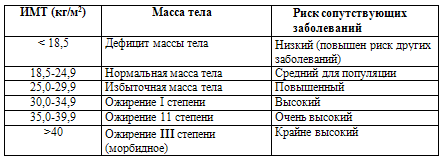 ИМТ (кг/м²) Масса тела Риск сопутствующих
заболеваний
< 18,5 Дефицит массы тела Низкий (повышен риск других
заболеваний)
18,5-24,9 Нормальная масса тела Средний для популяции
25,0-29,9 Избыточная масса тела Повышенный
30,0-34,9 Ожирение I степени Высокий
35,0-39,9 Ожирение 11 степени Очень высокий
>40 Ожирение III степени Крайне высокий
(морбидное)